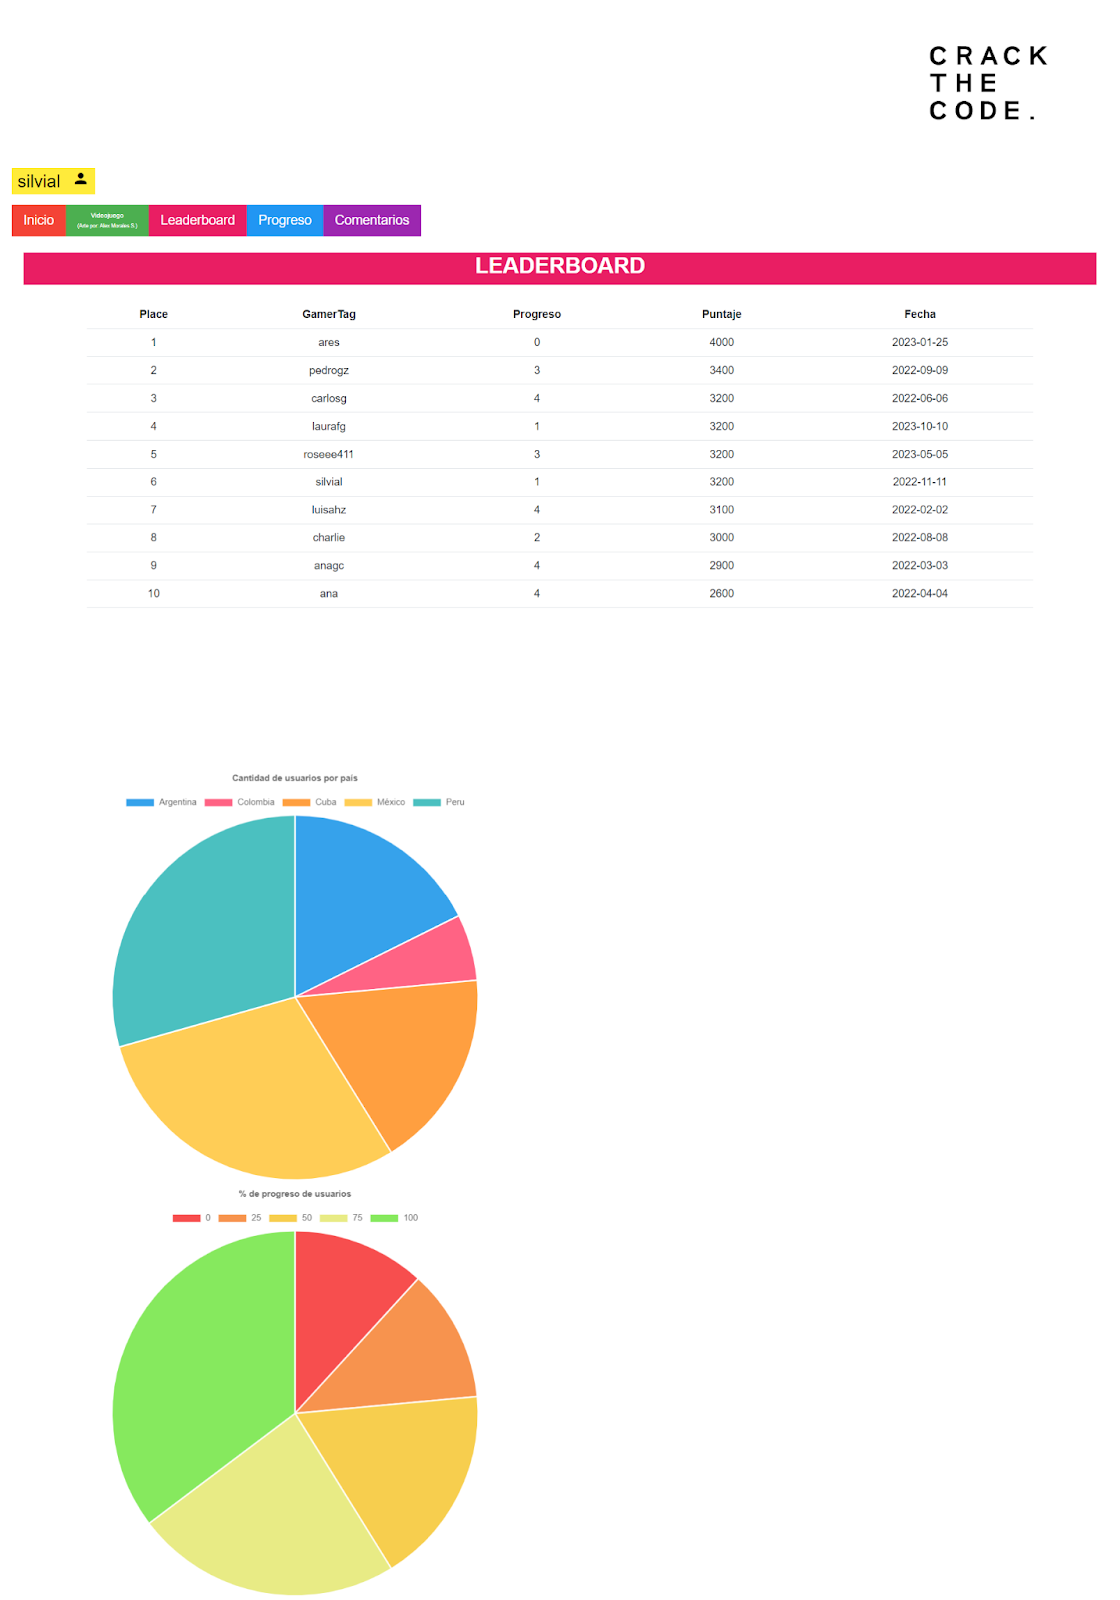 CRACK
THE
CODE.
silvial
Inicio
Videojuego
(Arte por: Alex Morales S.)
Leaderboard
Progreso
Comentarios
LEADERBOARD
Place GamerTag Progreso Puntaje Fecha
1 ares 0 4000 2023-01-25
2 pedrogz 3 3400 2022-09-09
3 carlosg 4 3200 2022-06-06
4 laurafg 1 3200 2023-10-10
5 roseee411 3 3200 2023-05-05
6 silvial 1 3200 2022-11-11
7 luisahz 4 3100 2022-02-02
8 charlie 2 3000 2022-08-08
9 anagc 4 2900 2022-03-03
10 ana 4 2600 2022-04-04
Cantidad de usuarios por pais
Argentina Colombia Cuba México Peru
% de progreso de usuarios
0 25 50 75 100